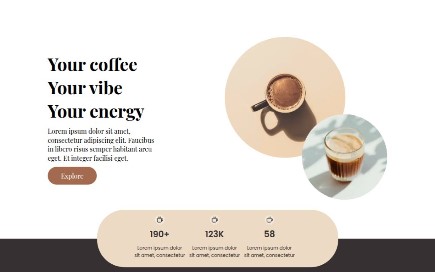 Your coffee
Your vibe
Your energy
Lorem ipsum dolor sit amet,
consectetur adipiscing elit. Faucibus
in libero risus semper habitant arcu
eget. Et integer facilisi eget.
Explore
190+ 123K 58
Lorem ipsum dolor Lorem ipsum dolor Lorem ipsum dolor
sit amet, consectetur sit amet, consectetur sit amet, consectetur